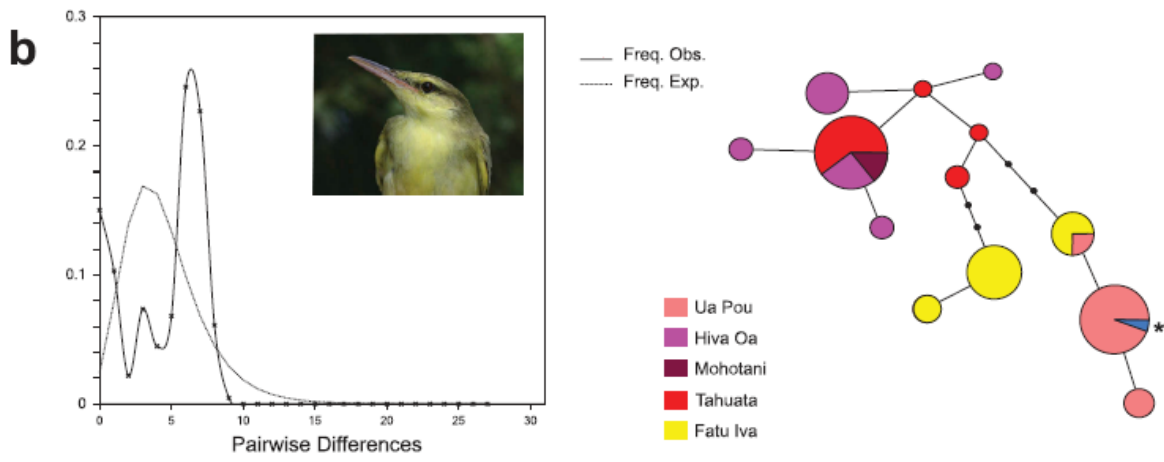 b
0.3
0.2
0.1
0
0 5 10 15 20 25 30
Pairwise Differences
Freq. Obs.
Freq. Exp.
Ua Pou
Hiva Oa
Mohotani
Tahuata
Fatu Iva
*